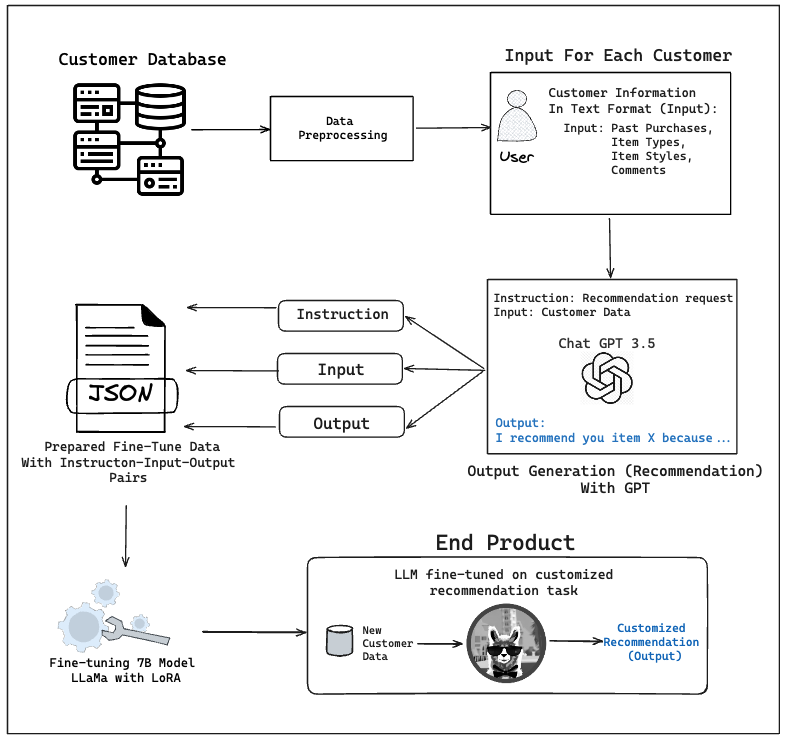 Customer Database
Input For Each Customer
Data
Preprocessing
Customer Information
In Text Format (Input):
Input: Past Purchases,
Item Types,
Item Styles,
Comments
User
Instruction: Recommendation request
Input: Customer Data
Chat GPT 3.5
Output:
I recommend you item X because...
Output Generation (Recommendation)
With GPT
Instruction
Input
Output
JSON
Prepared Fine-Tune Data
With Instructon-Input-Output
Pairs
Fine-tuning 7B Model
LLaMa with LoRA
End Product
LLM fine-tuned on customized
recommendation task
New
Customer
Data
Customized
Recommendation
(Output)